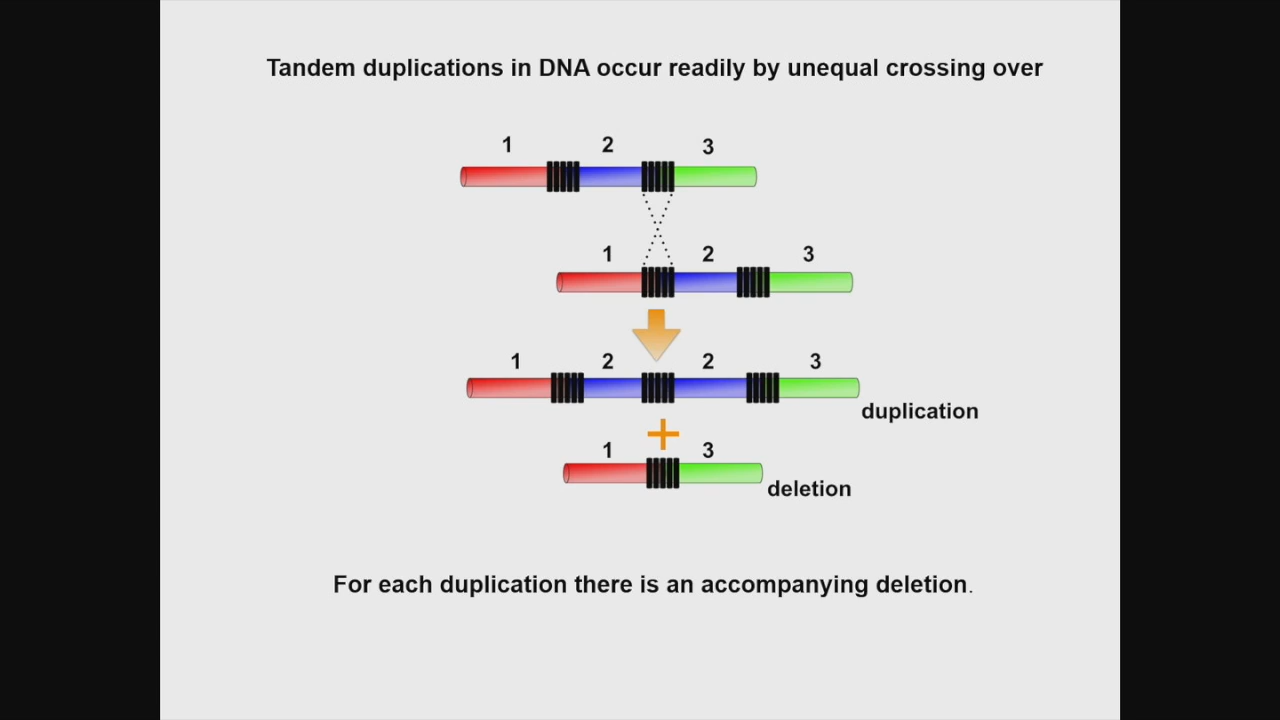 Tandem duplications in DNA occur readily by unequal crossing over
1 2 3
1 2 3
1 2 2 3
duplication
1 3
deletion
For each duplication there is an accompanying deletion.